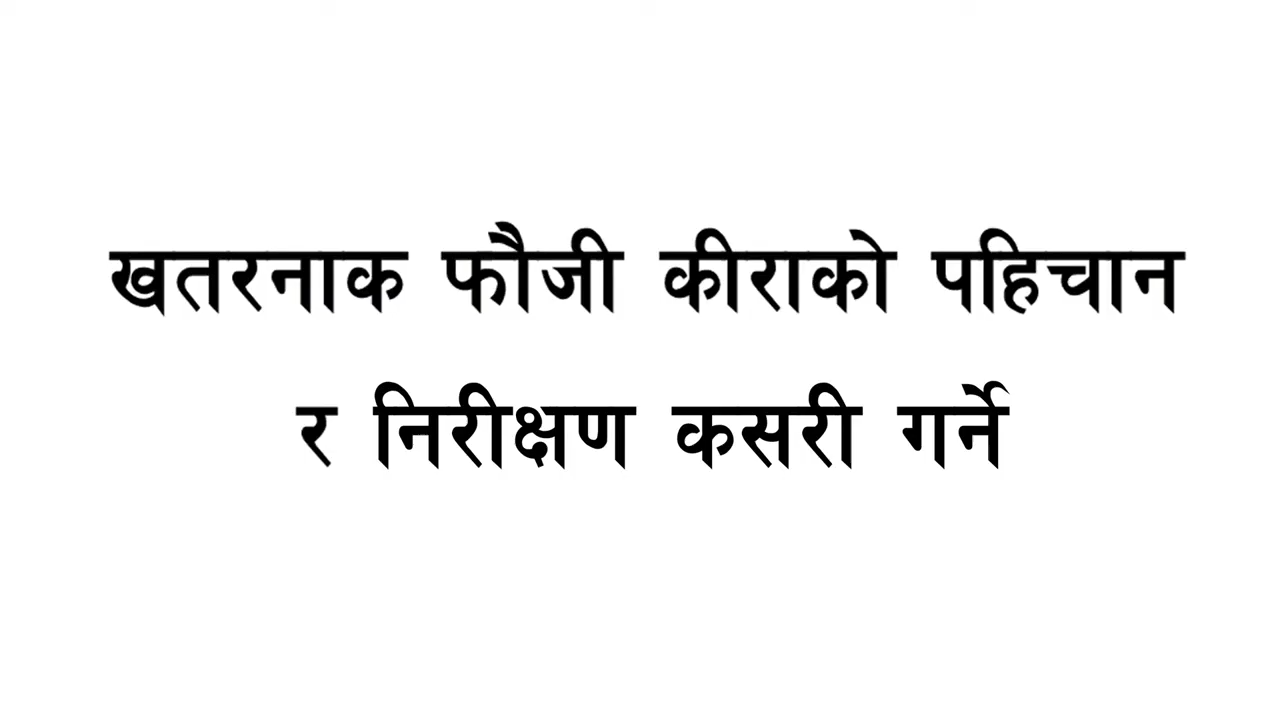 खतरनाक फौजी कीराको पहिचान
र निरीक्षण कसरी गर्ने